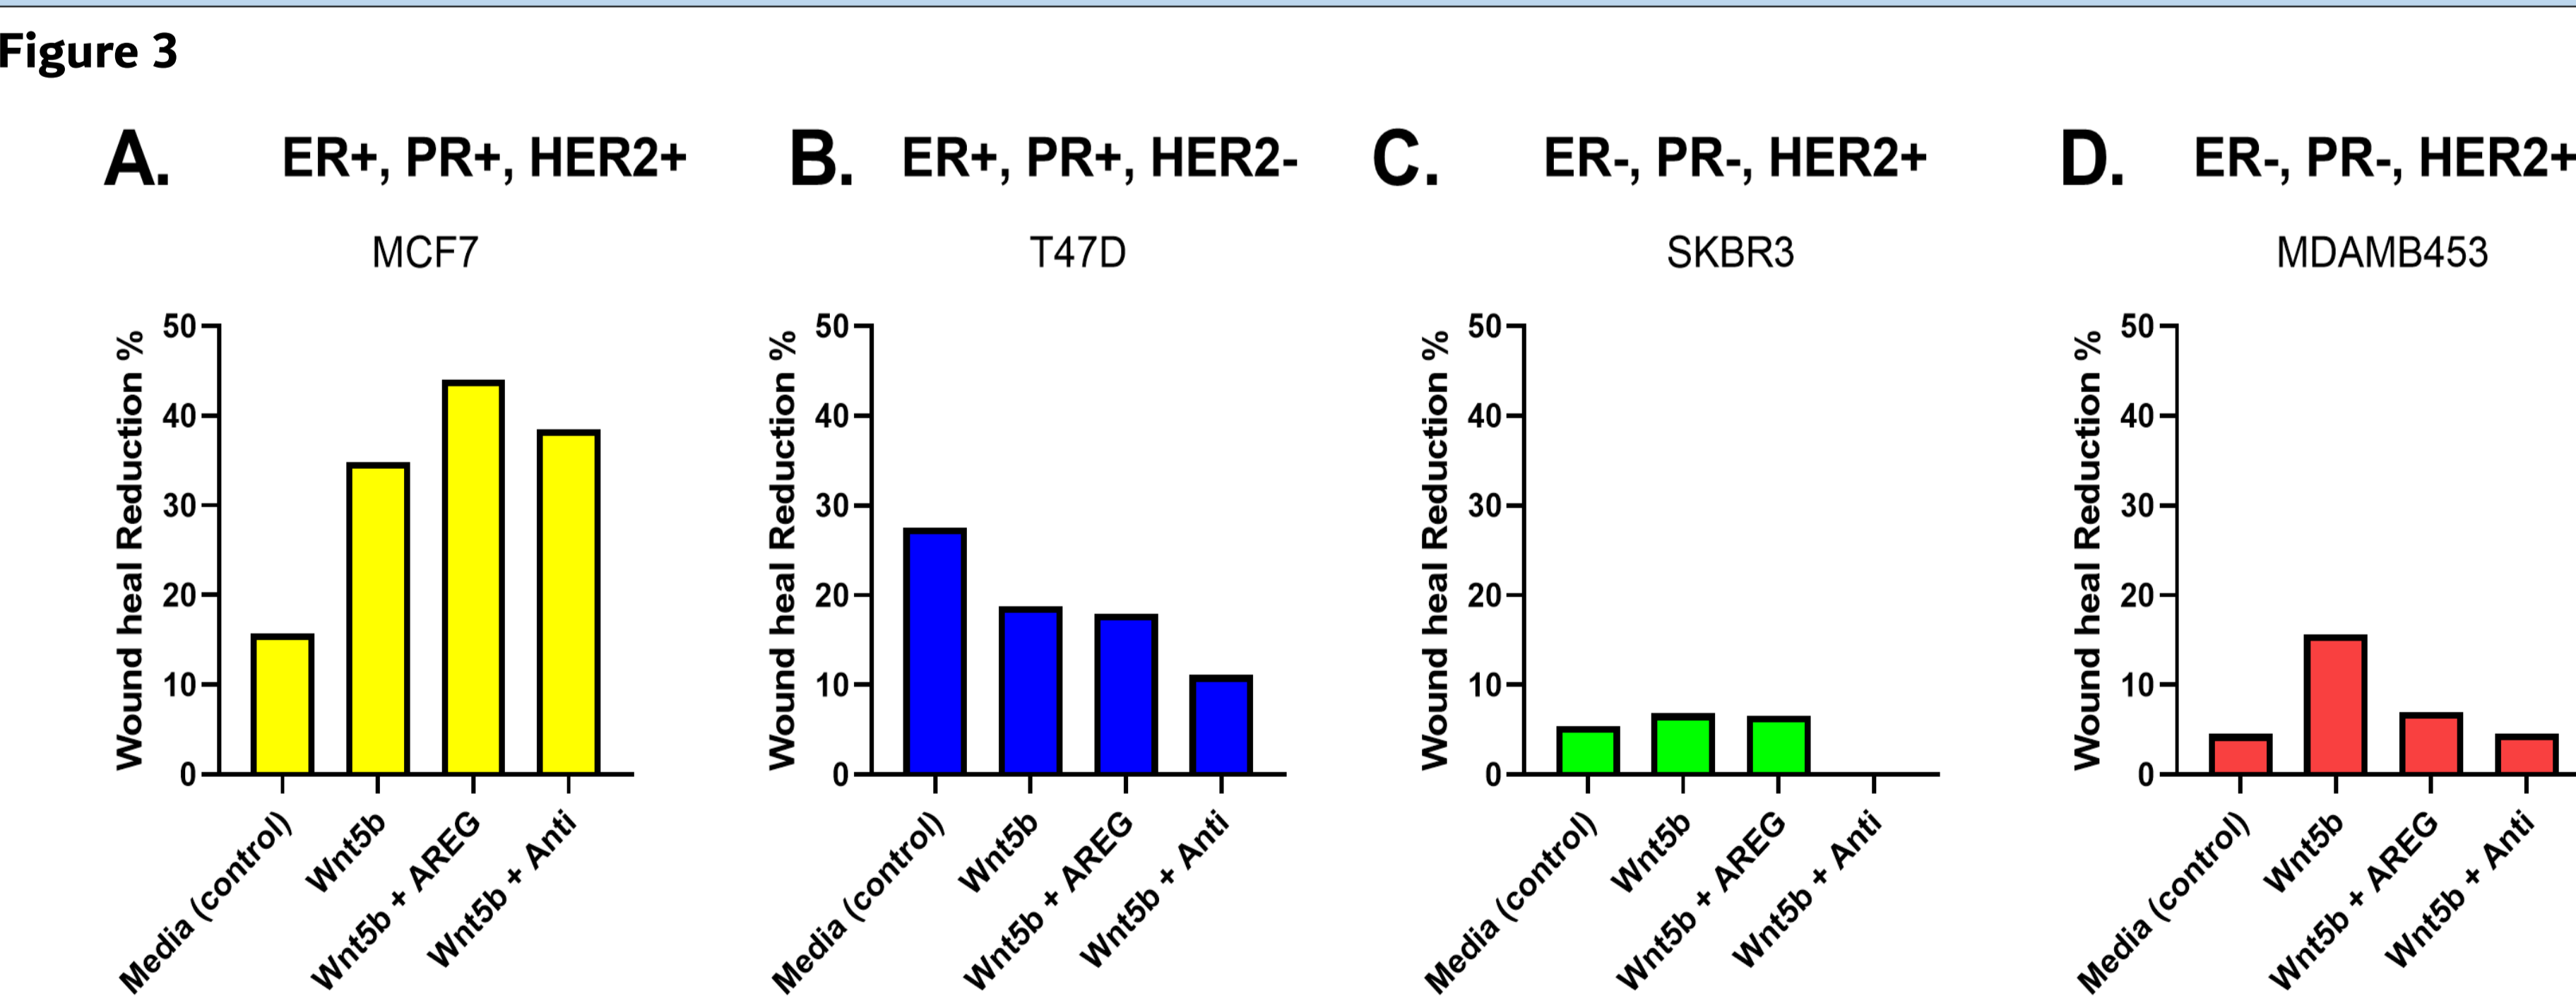 Figure 3
A. ER+, PR+, HER2+
MCF7
Wound heal Reduction %
50
40
30
20
10
0
Media (control)
Wnt5b
Wnt5b + AREG
Wnt5b + Anti
B. ER+, PR+, HER2-
T47D
Wound heal Reduction %
50
40
30
20
10
0
Media (control)
Wnt5b
Wnt5b + AREG
Wnt5b + Anti
C. ER-, PR-, HER2+
SKBR3
Wound heal Reduction %
50
40
30
20
10
0
Media (control)
Wnt5b
Wnt5b + AREG
Wnt5b + Anti
D. ER-, PR-, HER2+
MDAMB453
Wound heal Reduction %
50
40
30
20
10
0
Media (control)
Wnt5b
Wnt5b + AREG
Wnt5b + Anti